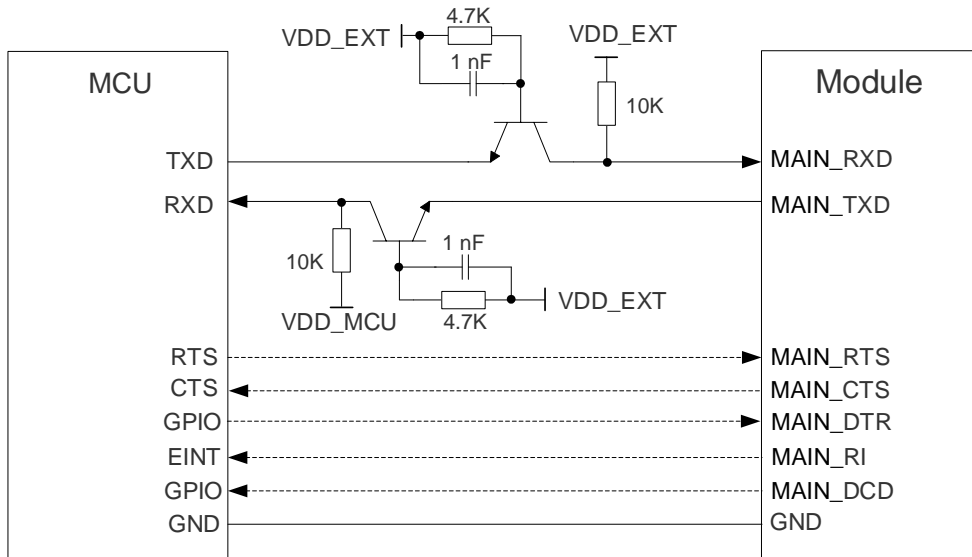 4.7K
VDD_EXT
VDD_EXT
1 nF
MCU
10K
Module
TXD
MAIN_RXD
RXD
MAIN_TXD
1 nF
10K
VDD_EXT
VDD_MCU
4.7K
RTS
MAIN_RTS
CTS
MAIN_CTS
GPIO
MAIN_DTR
EINT
MAIN_RI
GPIO
MAIN_DCD
GND
GND